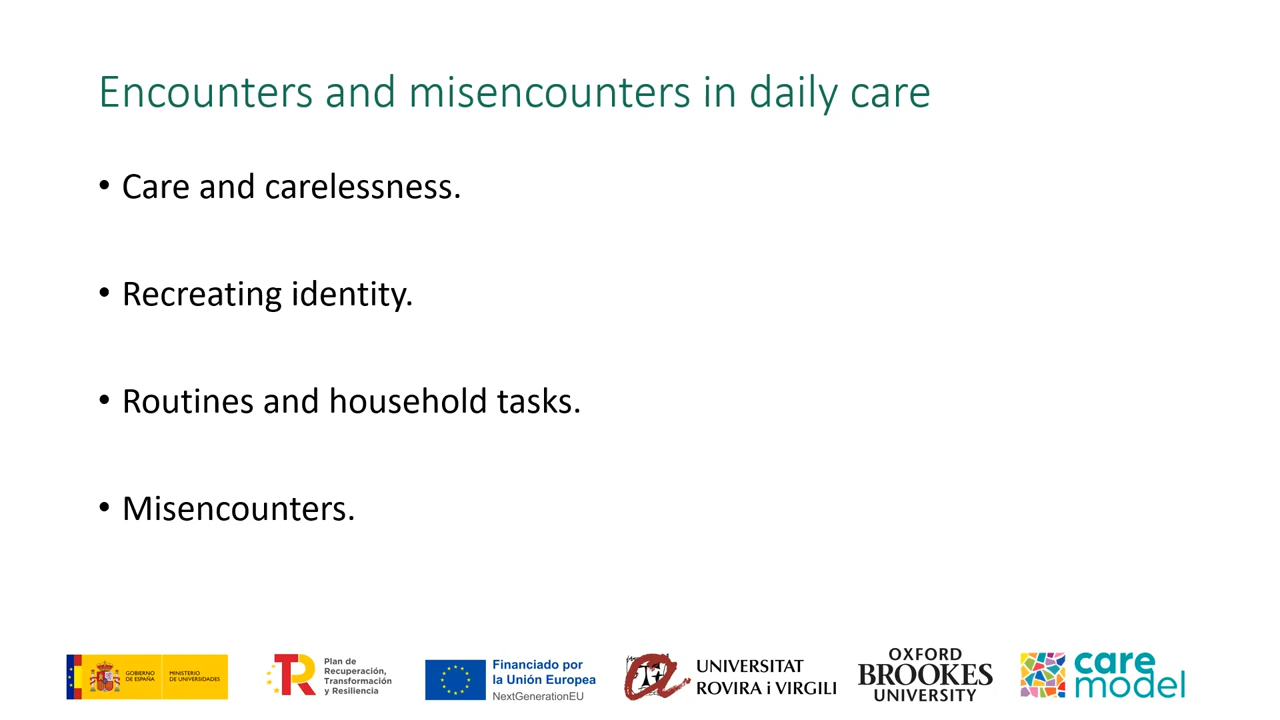 Encounters and misencounters in daily care
• Care and carelessness.
• Recreating identity.
• Routines and household tasks.
• Misencounters.
GOBIERNO
DE ESPAÑA
MINISTERIO
DE UNIVERSIDADES
TR
Plan de
Recuperación,
Transformación
y Resiliencia
Financiado por
la Unión Europea
NextGenerationEU
UNIVERSITAT
ROVIRA i VIRGILI
OXFORD
BROOKES
UNIVERSITY
care
model